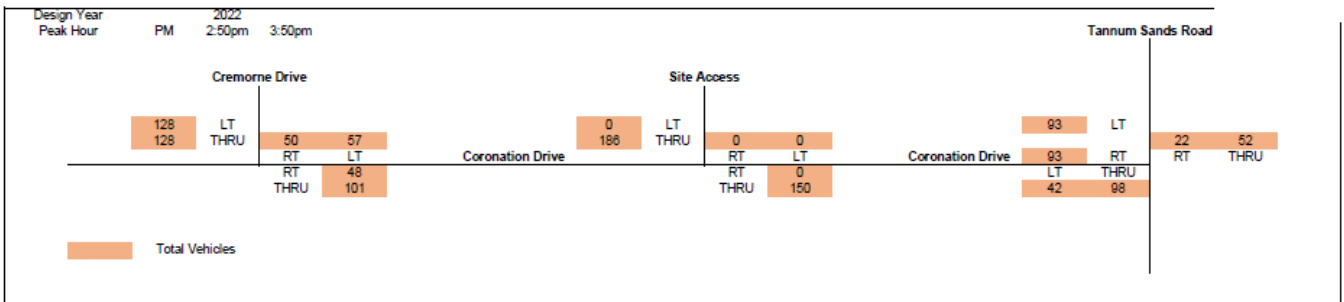 Design Year 2022
Peak Hour PM 2:50pm 3:50pm
Tannum Sands Road
Cremorne Drive Site Access
128 LT 0 LT 93 LT
128 THRU 50 57 186 THRU 0 0 22 52
RT LT Coronation Drive RT LT Coronation Drive 93 RT RT THRU
RT 48 RT 0 LT THRU
THRU 101 THRU 150 42 98
Total Vehicles